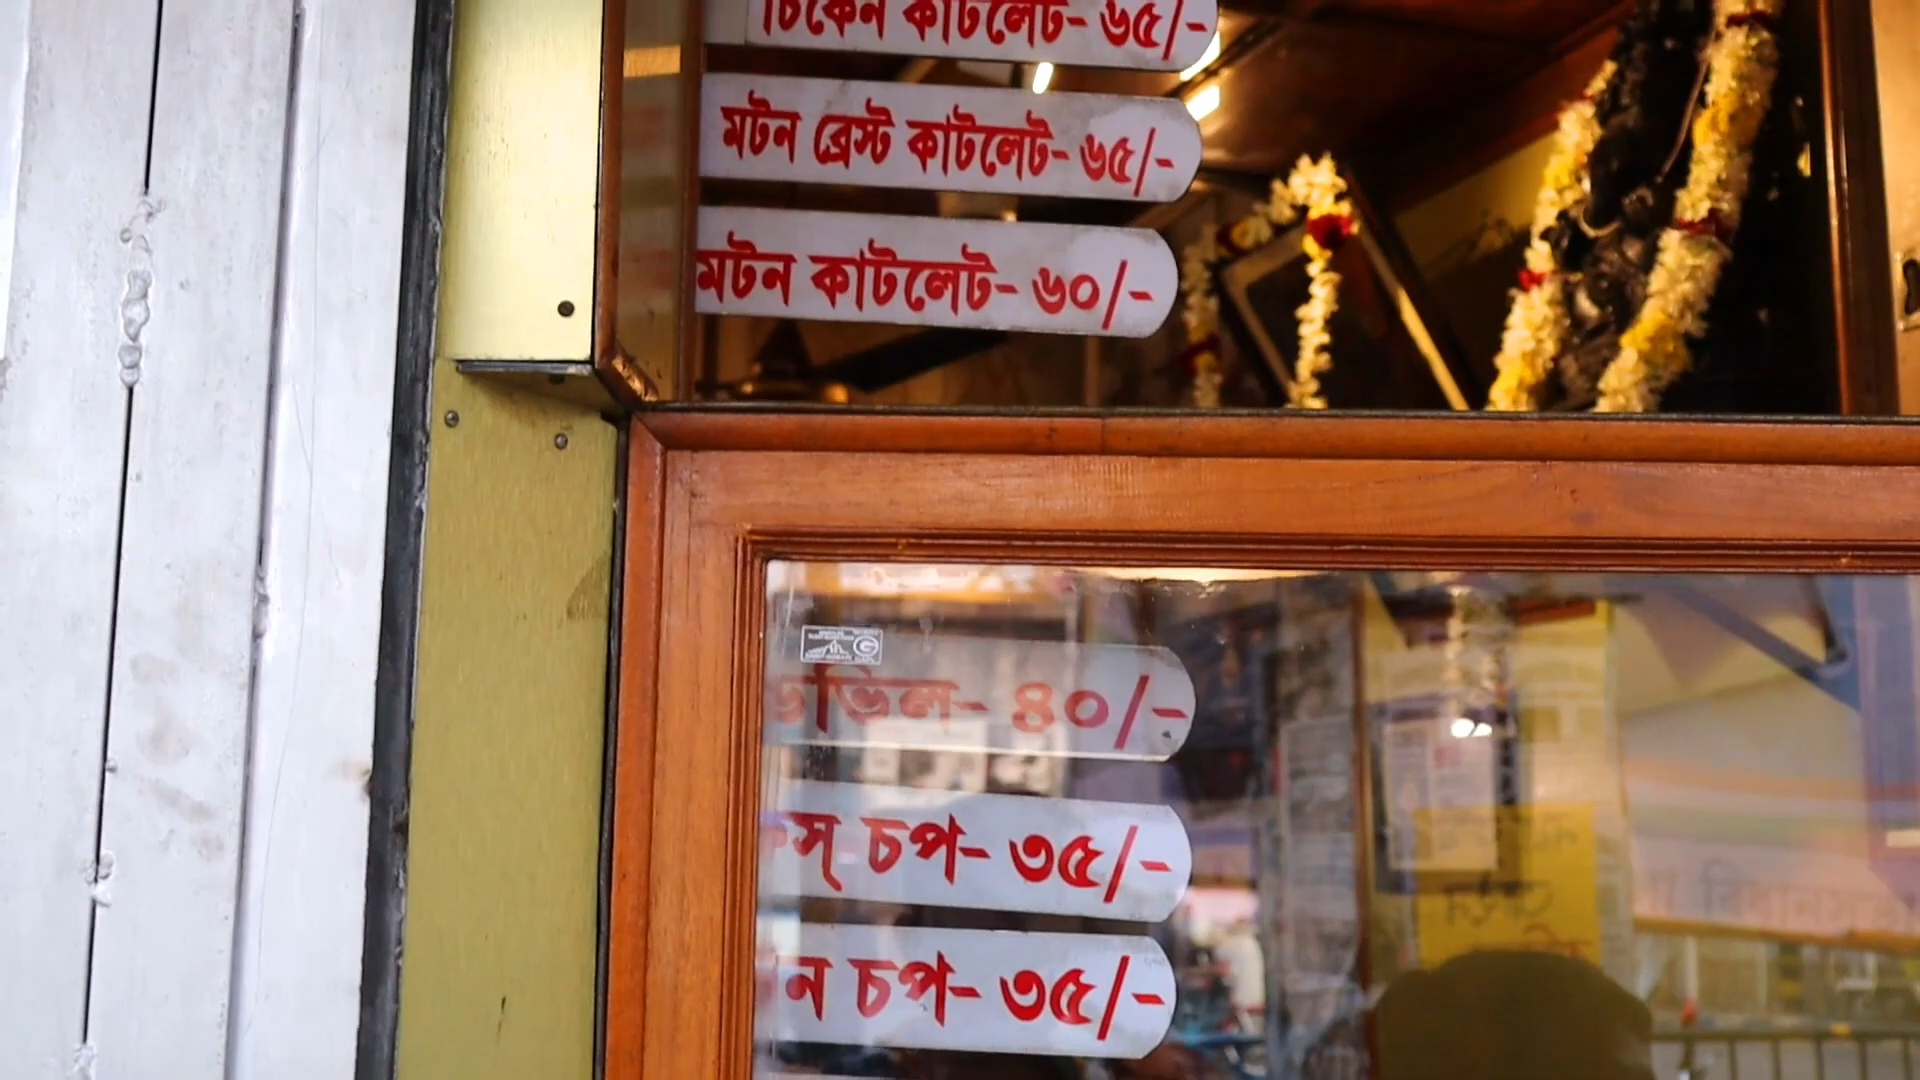 চিকেন কাটলেট- ৬৫/-
মটন ব্রেস্ট কাটলেট- ৬৫/-
মটন কাটলেট- ৬০/-
ডেভিল- ৪০/-
চপ- ৩৫/-
চপ- ৩৫/-